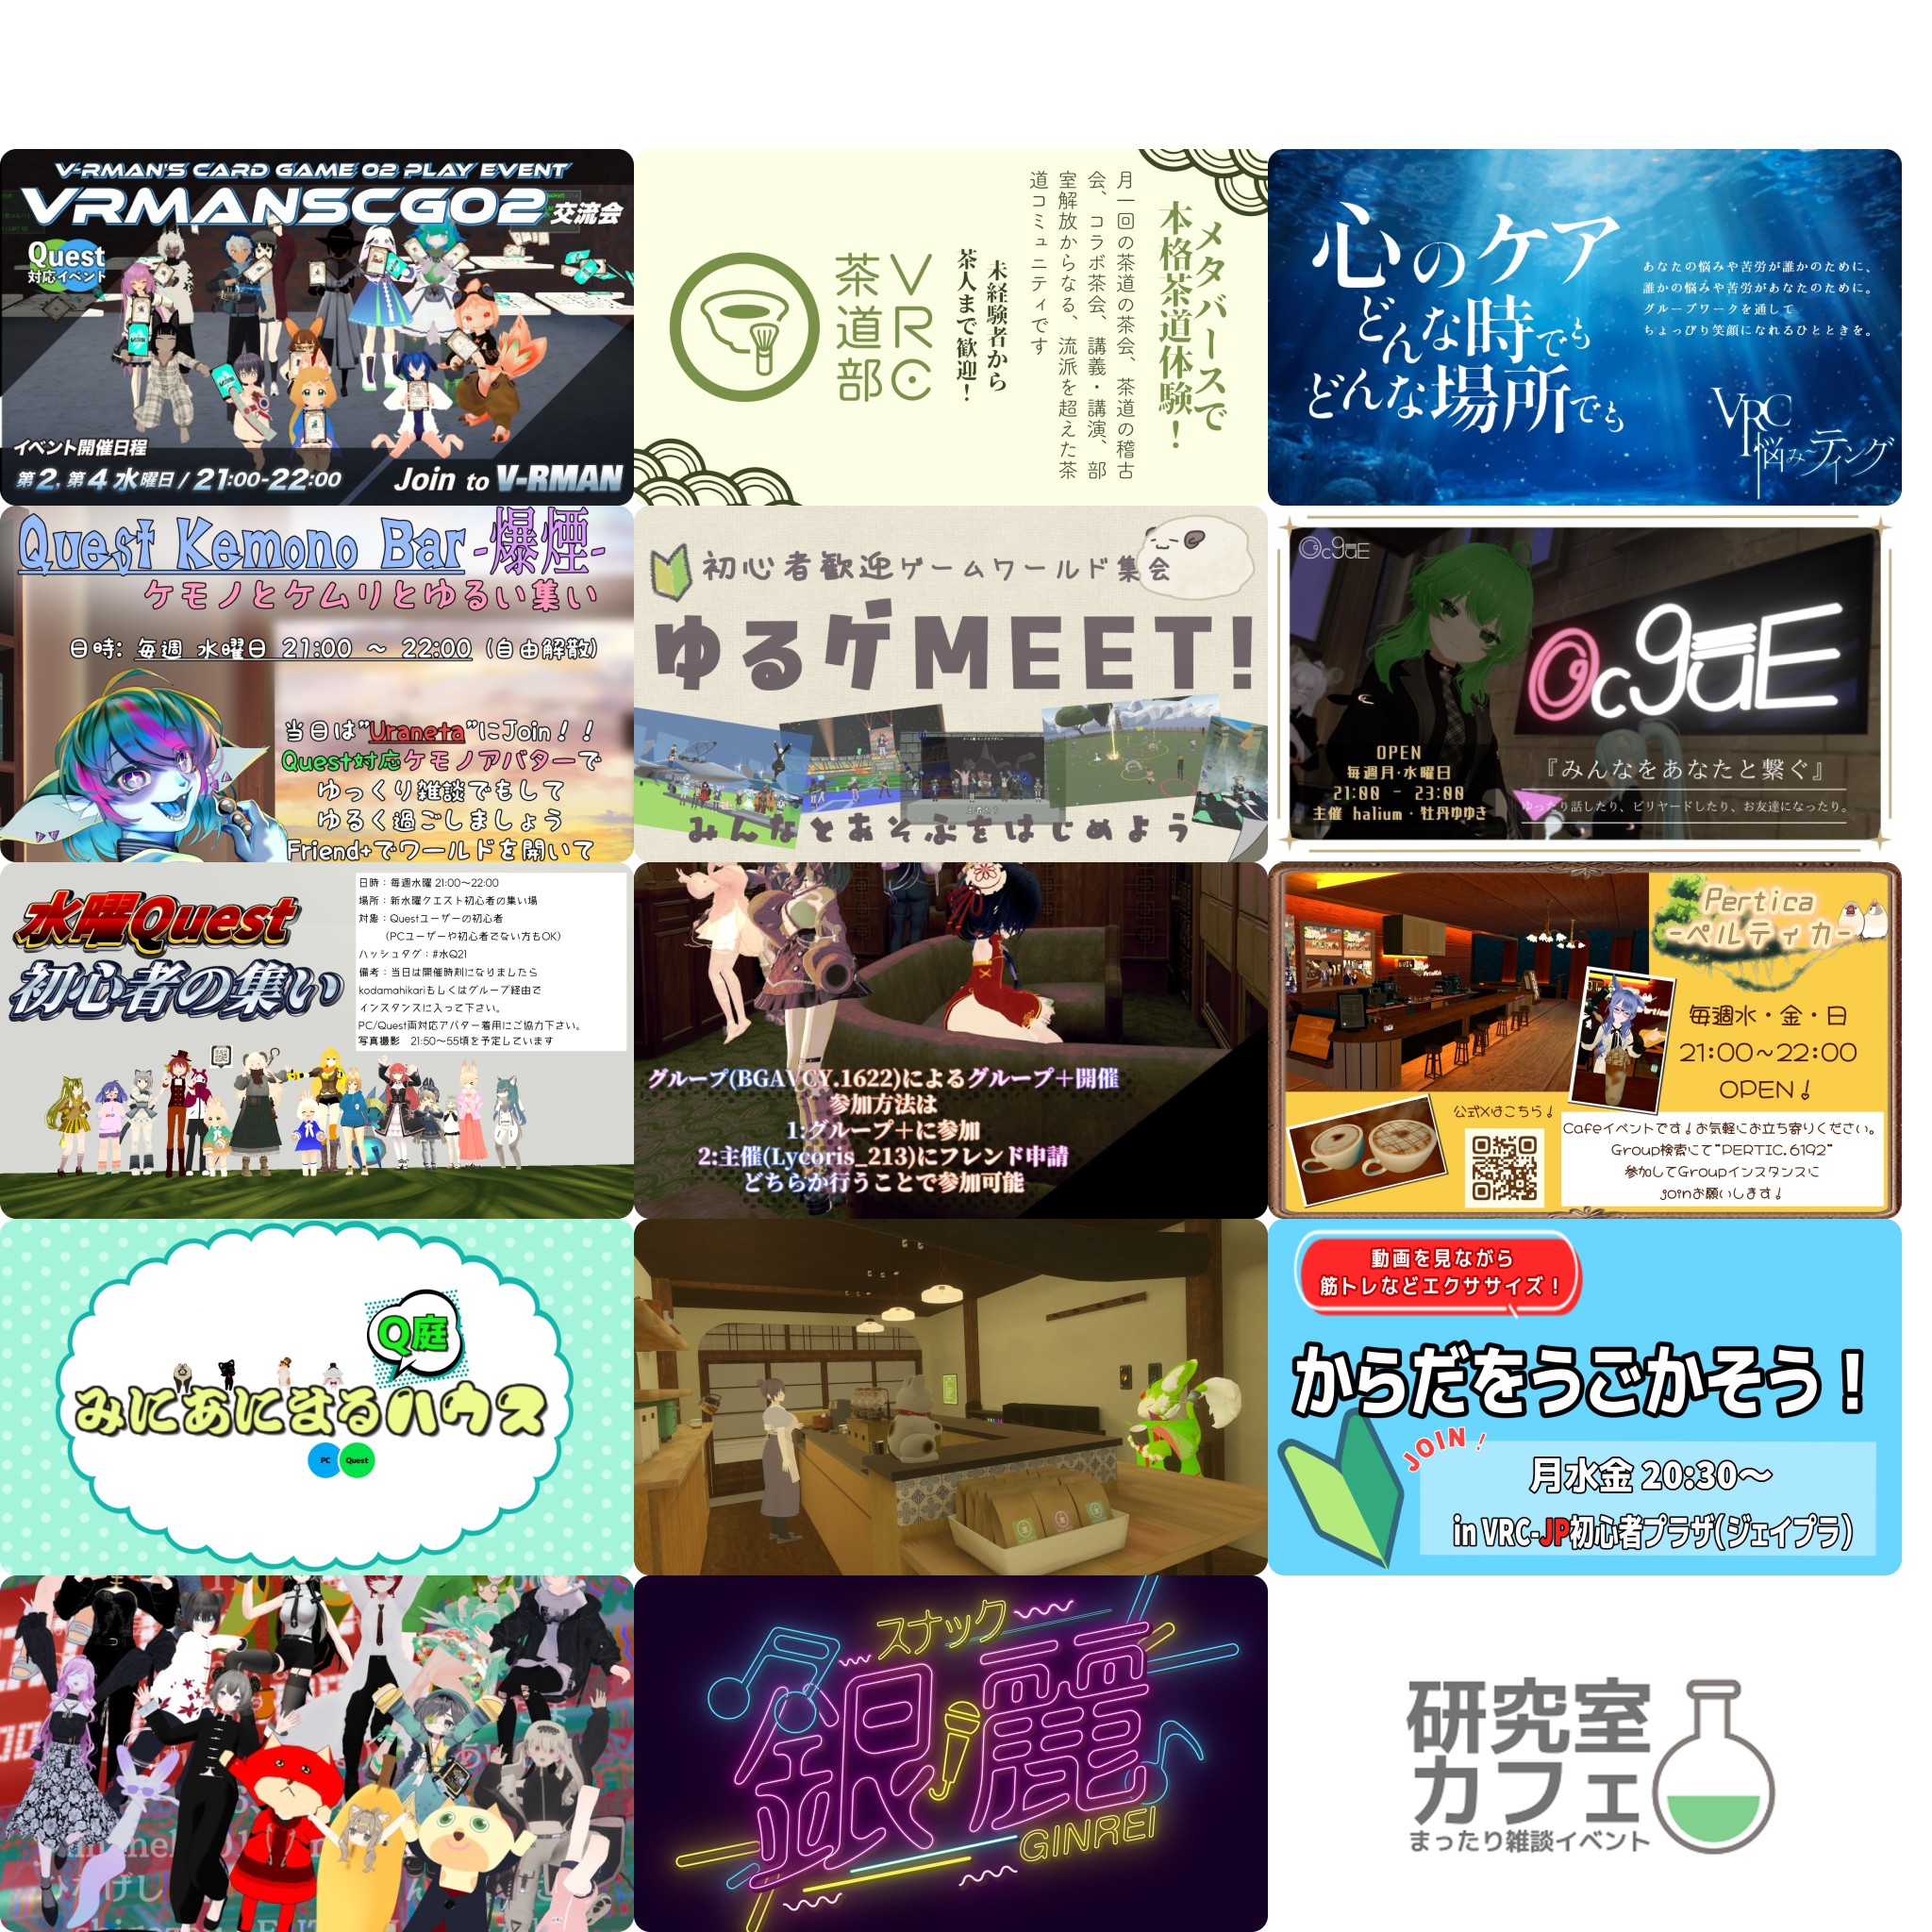 V-RMAN'S CARD GAME 02 PLAY EVENT
VRMANSCG02交流会
Quest
対応イベント
イベント開催日程
第2, 第4 水曜日 / 21:00-22:00
Join to V-RMAN
メタバースで
本格茶道体験!
月一回の茶道の茶会、茶道の稽古
会、コラボ茶会、講義・講演、部
室解放からなる、流派を超えた茶
道コミュニティです
未経験者から
茶人まで歓迎!
VRC
茶道部
心のケア
どんな時でも
どんな場所でも
あなたの悩みや苦労が誰かのために、
誰かの悩みや苦労があなたのために。
グループワークを通して
ちょっぴり笑顔になれるひとときを。
VRC
悩み~ティング
Quest Kemono Bar-爆煙-
ケモノとケムリとゆるい集い
日時: 毎週 水曜日 21:00 ~ 22:00 (自由解散)
当日は"Uraneta"にJoin!!
Quest対応ケモノアバターで
ゆっくり雑談でもして
ゆるく過ごしましょう
Friend+でワールドを開いて
初心者歓迎ゲームワールド集会
ゆるゲMEET!
みんなとあそぶをはじめよう
OcguE
OcguE
OPEN
毎週月・水曜日
21:00 - 23:00
主催 halium・牡丹ゆゆき
『みんなをあなたと繋ぐ』
ゆったり話したり、ビリヤードしたり、お友達になったり。
水曜Quest
初心者の集い
日時:毎週水曜 21:00~22:00
場所:新水曜クエスト初心者の集い場
対象:Questユーザーの初心者
(PCユーザーや初心者でない方もOK)
ハッシュタグ:#水Q21
備考:当日は開催時刻になりましたら
kodamahikariもしくはグループ経由で
インスタンスに入って下さい。
PC/Quest両対応アバター着用にご協力下さい。
写真撮影 21:50~55頃を予定しています
グループ(BGAVCY.1622)によるグループ+開催
参加方法は
1:グループ+に参加
2:主催(Lycoris_213)にフレンド申請
どちらか行うことで参加可能
Pertica
-ペルティカ-
毎週水・金・日
21:00~22:00
OPEN!
公式Xはこちら!
Cafeイベントです!お気軽にお立ち寄りください。
Group検索にて"PERTIC.6192"
参加してGroupインスタンスに
joinお願いします!
Q庭
みにあにまるハウス
PC
Quest
動画を見ながら
筋トレなどエクササイズ!
からだをうごかそう!
JOIN!
月水金 20:30~
in VRC-JP初心者プラザ(ジェイプラ)
スナック
銀麗
GINREI
研究室
カフェ
まったり雑談イベント